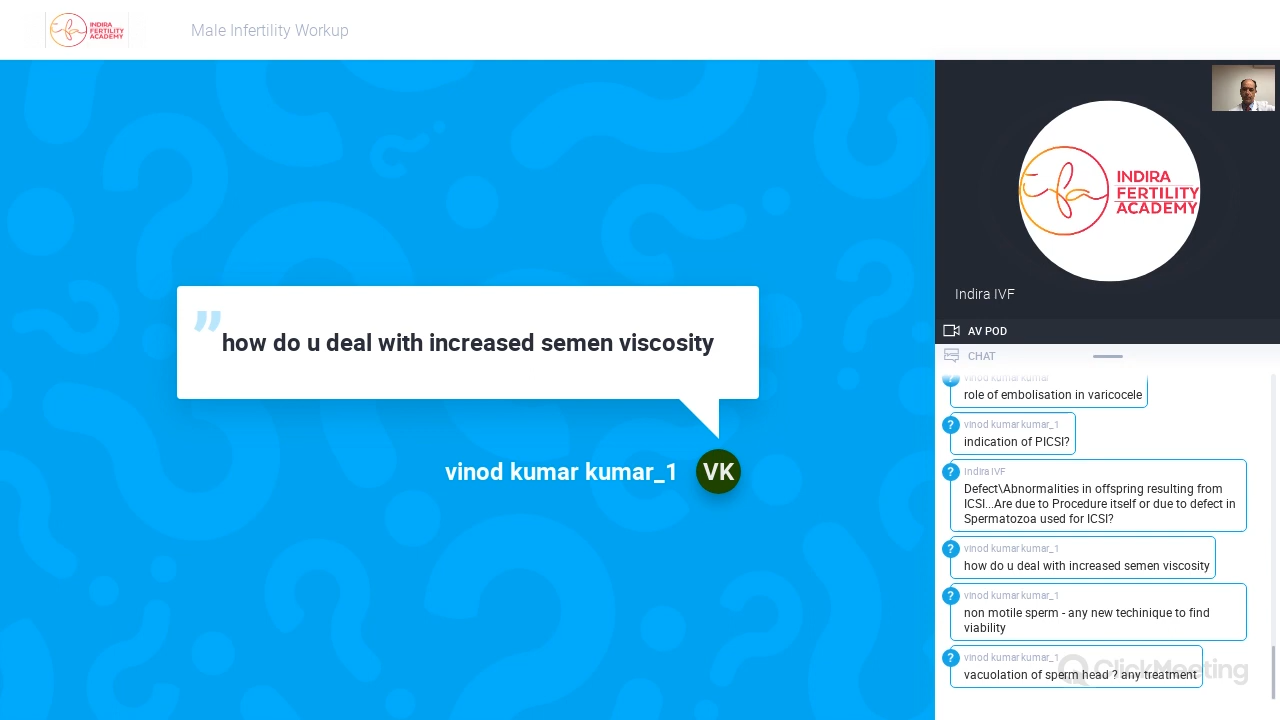 INDIRA
FERTILITY
ACADEMY
Male Infertility Workup
how do u deal with increased semen viscosity
vinod kumar kumar_1
VK
INDIRA
FERTILITY
ACADEMY
Indira IVF
AV POD
CHAT
vinod kumar kumar
role of embolisation in varicocele
?
vinod kumar kumar_1
indication of PICSI?
?
Indira IVF
Defect\Abnormalities in offspring resulting from
ICSI...Are due to Procedure itself or due to defect in
Spermatozoa used for ICSI?
?
vinod kumar kumar_1
how do u deal with increased semen viscosity
?
vinod kumar kumar_1
non motile sperm - any new techinique to find
viability
?
vinod kumar kumar_1
vacuolation of sperm head ? any treatment
ClickMeeting